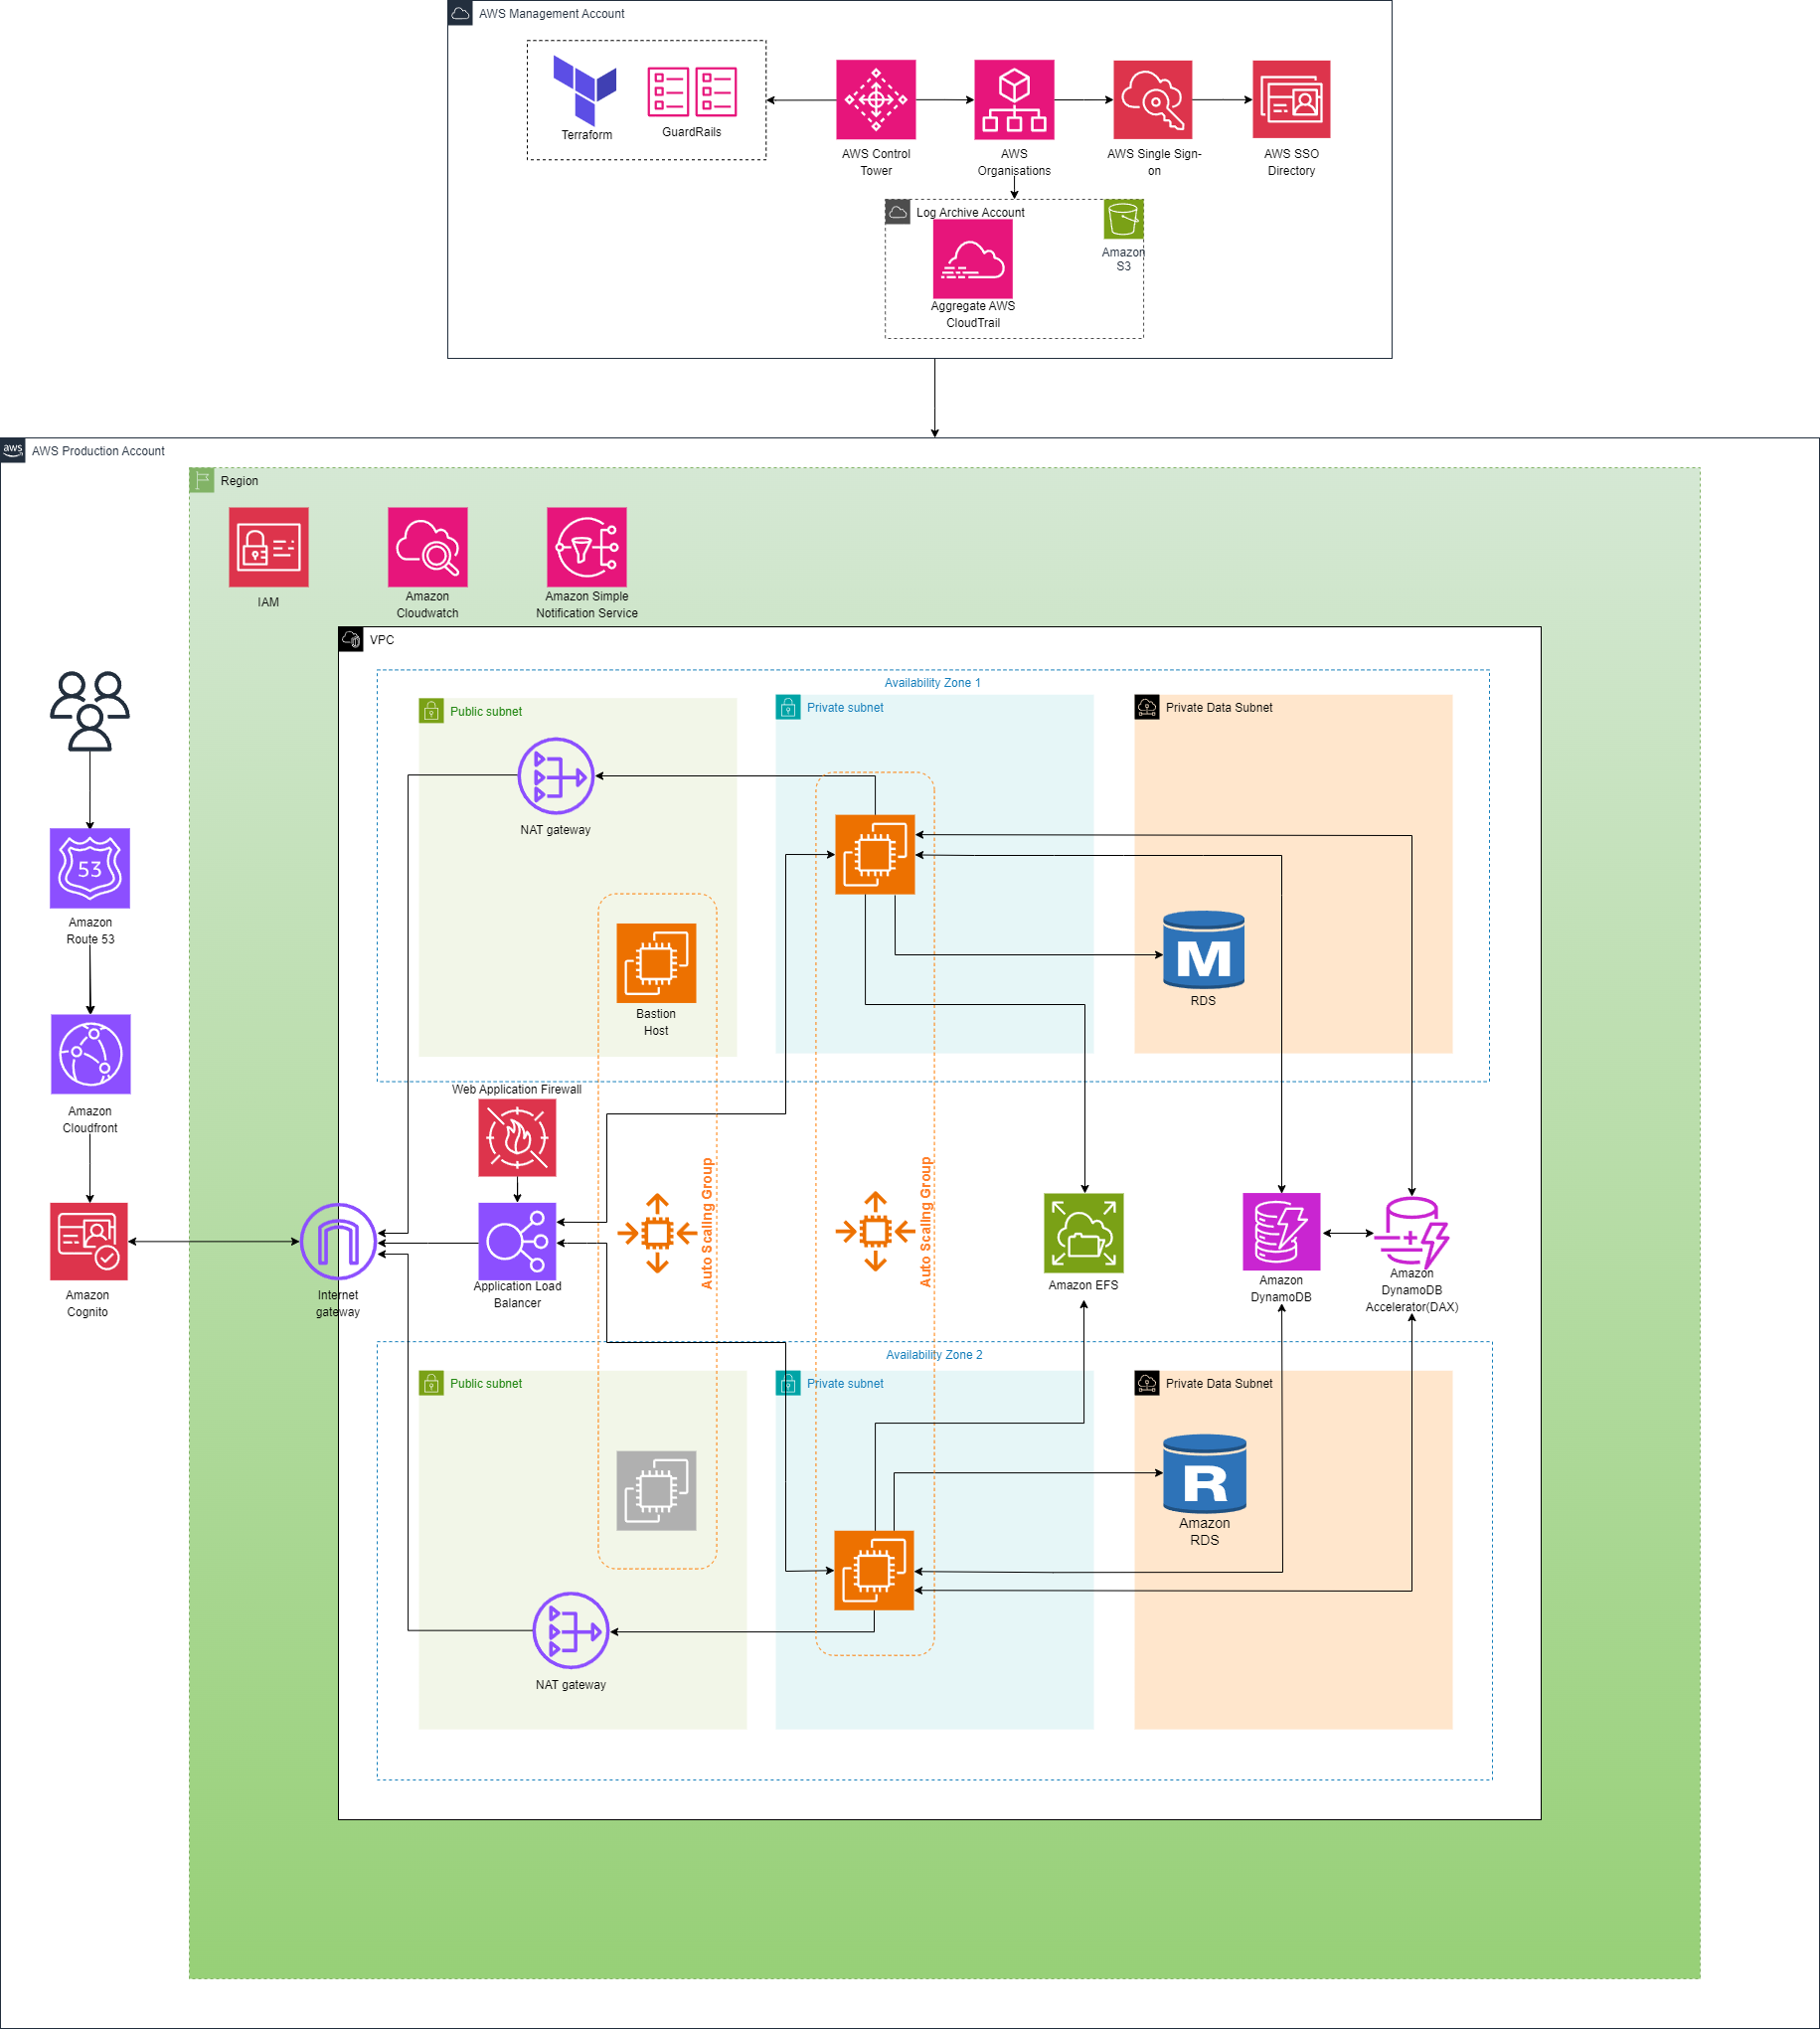 AWS Management Account
Terraform
GuardRails
AWS Control
Tower
AWS
Organisations
AWS Single Sign-
on
AWS SSO
Directory
Log Archive Account
Amazon
S3
Aggregate AWS
CloudTrail
aws
AWS Production Account
Region
IAM
Amazon
Cloudwatch
Amazon Simple
Notification Service
VPC
Availability Zone 1
Public subnet
Private subnet
Private Data Subnet
NAT gateway
53
Amazon
Route 53
Bastion
Host
M
RDS
Amazon
Cloudfront
Web Application Firewall
Auto Scaling Group
Auto Scaling Group
Amazon
Cognito
Internet
gateway
Application Load
Balancer
Amazon EFS
Amazon
DynamoDB
Amazon
DynamoDB
Accelerator(DAX)
Availability Zone 2
Public subnet
Private subnet
Private Data Subnet
R
Amazon
RDS
NAT gateway